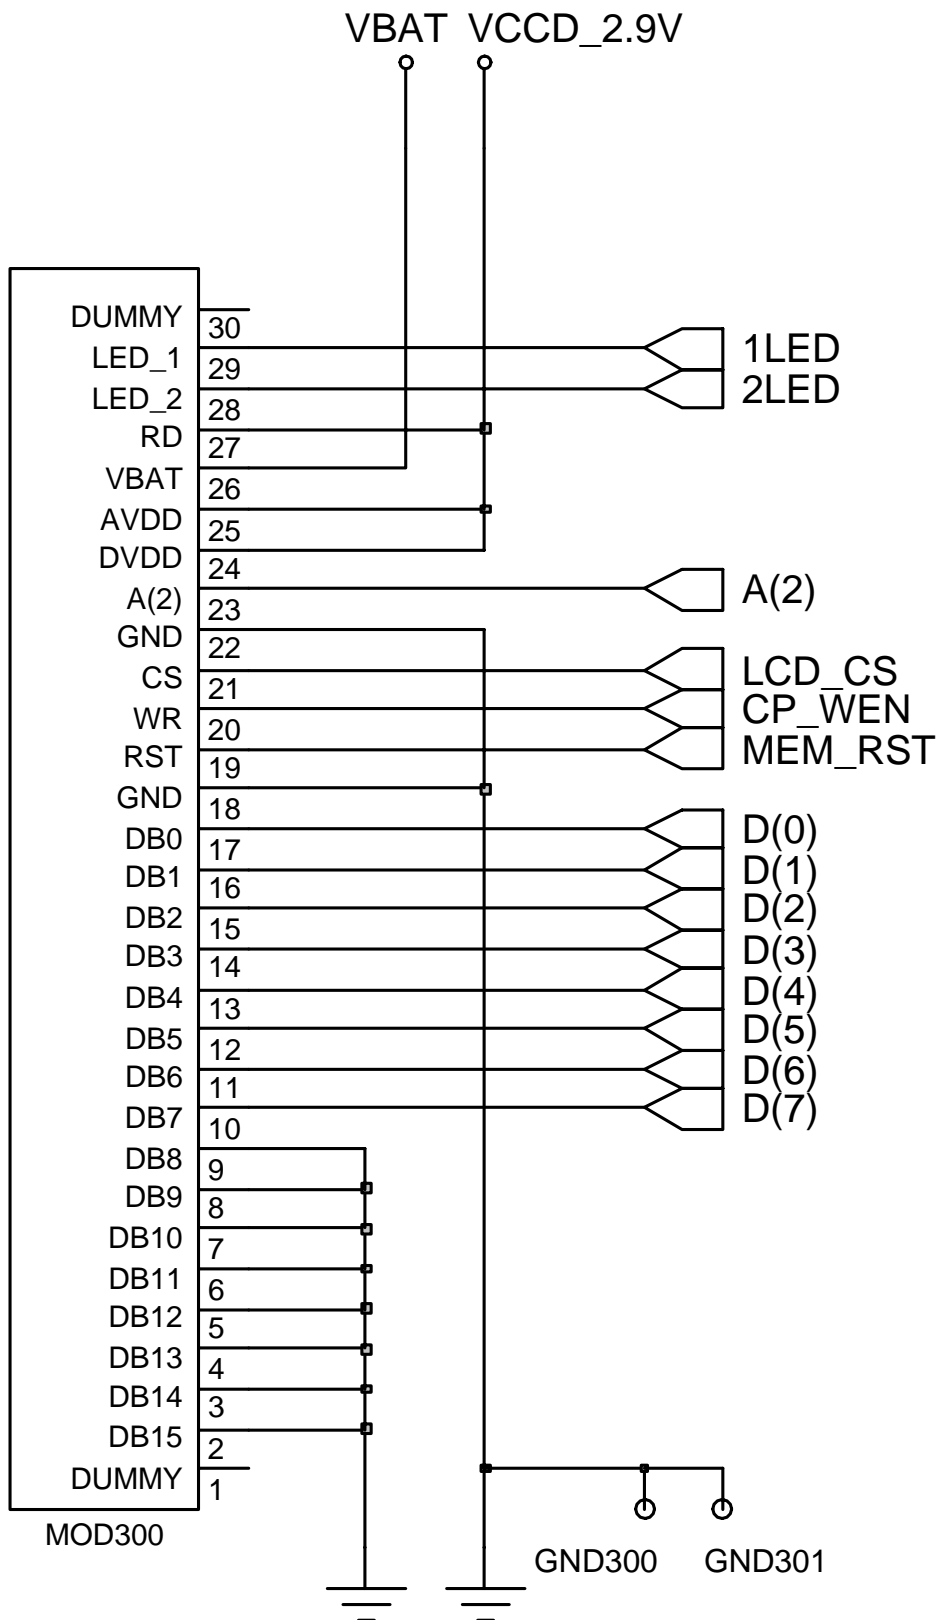 VBAT VCCD_2.9V
DUMMY 30
LED_1 29 1LED
LED_2 28 2LED
RD 27
VBAT 26
AVDD 25
DVDD 24
A(2) 23 A(2)
GND 22
CS 21 LCD_CS
WR 20 CP_WEN
RST 19 MEM_RST
GND 18
DB0 17 D(0)
DB1 16 D(1)
DB2 15 D(2)
DB3 14 D(3)
DB4 13 D(4)
DB5 12 D(5)
DB6 11 D(6)
DB7 10 D(7)
DB8 9
DB9 8
DB10 7
DB11 6
DB12 5
DB13 4
DB14 3
DB15 2
DUMMY 1
MOD300
GND300 GND301